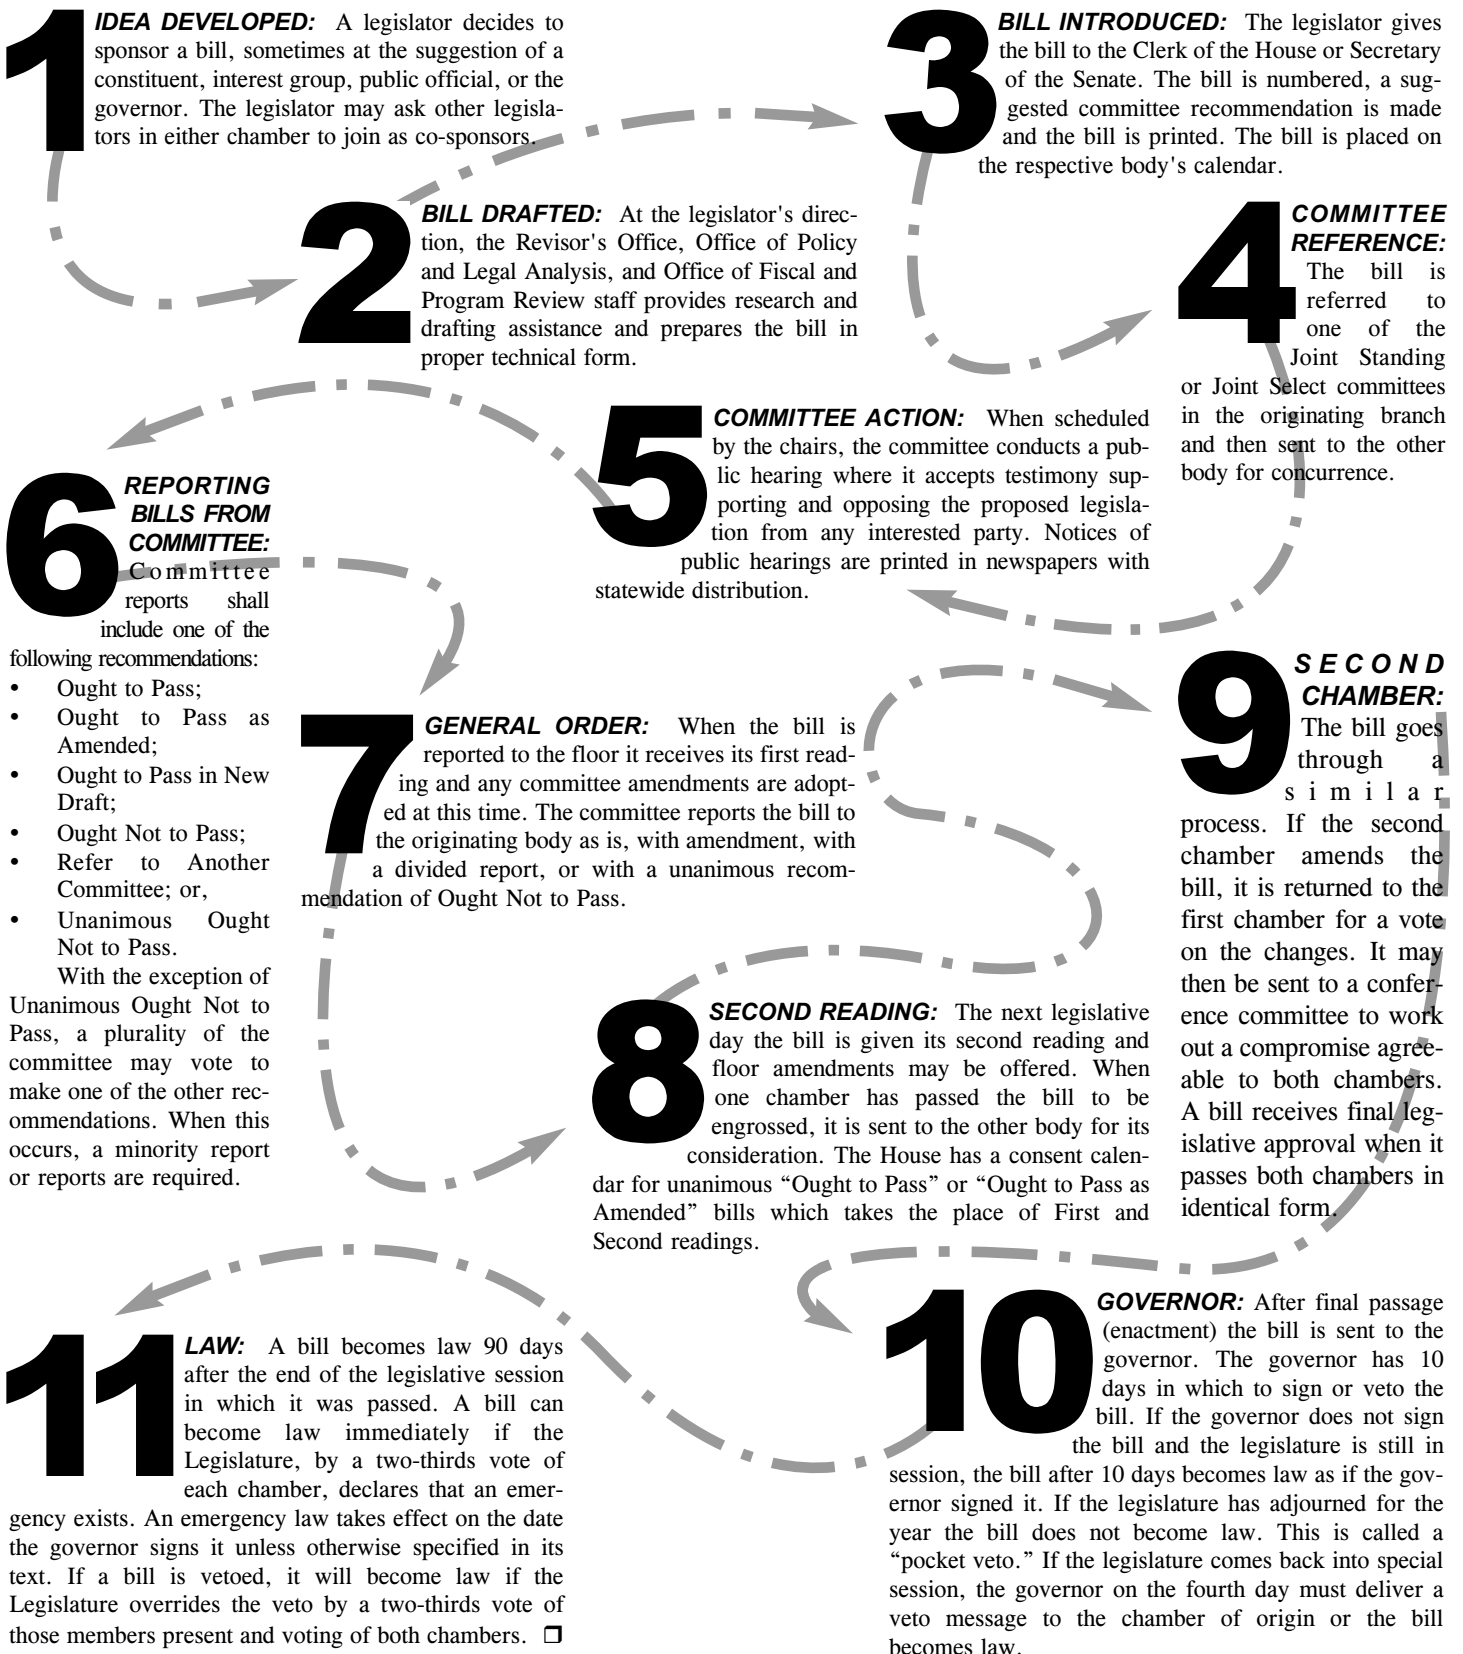 1
IDEA DEVELOPED: A legislator decides to
sponsor a bill, sometimes at the suggestion of a
constituent, interest group, public official, or the
governor. The legislator may ask other legisla-
tors in either chamber to join as co-sponsors.
2
BILL DRAFTED: At the legislator's direc-
tion, the Revisor's Office, Office of Policy
and Legal Analysis, and Office of Fiscal and
Program Review staff provides research and
drafting assistance and prepares the bill in
proper technical form.
3
BILL INTRODUCED: The legislator gives
the bill to the Clerk of the House or Secretary
of the Senate. The bill is numbered, a sug-
gested committee recommendation is made
and the bill is printed. The bill is placed on
the respective body's calendar.
4
COMMITTEE
REFERENCE:
The bill is
referred to
one of the
Joint Standing
or Joint Select committees
in the originating branch
and then sent to the other
body for concurrence.
5
COMMITTEE ACTION: When scheduled
by the chairs, the committee conducts a pub-
lic hearing where it accepts testimony sup-
porting and opposing the proposed legisla-
tion from any interested party. Notices of
public hearings are printed in newspapers with
statewide distribution.
6
REPORTING
BILLS FROM
COMMITTEE:
Committee
reports shall
include one of the
following recommendations:
• Ought to Pass;
• Ought to Pass as
Amended;
• Ought to Pass in New
Draft;
• Ought Not to Pass;
• Refer to Another
Committee; or,
• Unanimous Ought
Not to Pass.
With the exception of
Unanimous Ought Not to
Pass, a plurality of the
committee may vote to
make one of the other rec-
ommendations. When this
occurs, a minority report
or reports are required.
7
GENERAL ORDER: When the bill is
reported to the floor it receives its first read-
ing and any committee amendments are adopt-
ed at this time. The committee reports the bill to
the originating body as is, with amendment, with
a divided report, or with a unanimous recom-
mendation of Ought Not to Pass.
8
SECOND READING: The next legislative
day the bill is given its second reading and
floor amendments may be offered. When
one chamber has passed the bill to be
engrossed, it is sent to the other body for its
consideration. The House has a consent calen-
dar for unanimous “Ought to Pass” or “Ought to Pass as
Amended” bills which takes the place of First and
Second readings.
9
SECOND
CHAMBER:
The bill goes
through a
similar
process. If the second
chamber amends the
bill, it is returned to the
first chamber for a vote
on the changes. It may
then be sent to a confer-
ence committee to work
out a compromise agree-
able to both chambers.
A bill receives final leg-
islative approval when it
passes both chambers in
identical form.
10
GOVERNOR: After final passage
(enactment) the bill is sent to the
governor. The governor has 10
days in which to sign or veto the
bill. If the governor does not sign
the bill and the legislature is still in
session, the bill after 10 days becomes law as if the gov-
ernor signed it. If the legislature has adjourned for the
year the bill does not become law. This is called a
“pocket veto.” If the legislature comes back into special
session, the governor on the fourth day must deliver a
veto message to the chamber of origin or the bill
becomes law.
11
LAW: A bill becomes law 90 days
after the end of the legislative session
in which it was passed. A bill can
become law immediately if the
Legislature, by a two-thirds vote of
each chamber, declares that an emer-
gency exists. An emergency law takes effect on the date
the governor signs it unless otherwise specified in its
text. If a bill is vetoed, it will become law if the
Legislature overrides the veto by a two-thirds vote of
those members present and voting of both chambers. ❒